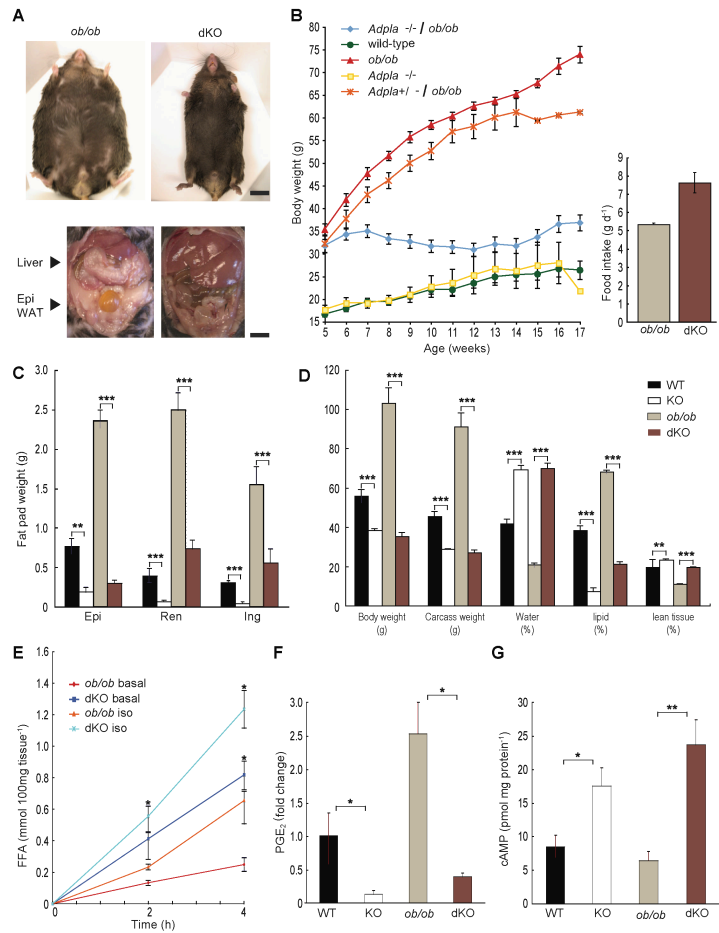 A
ob/ob
dKO
Liver
Epi
WAT
B
Adpla -/- / ob/ob
wild-type
ob/ob
Adpla -/-
Adpla+/ - / ob/ob
Body weight (g)
80
75
70
65
60
55
50
45
40
35
30
25
20
15
5 6 7 8 9 10 11 12 13 14 15 16 17
Age (weeks)
Food intake (g d-1)
8
7
6
5
4
3
2
1
0
ob/ob dKO
C
Fat pad weight (g)
3.0
2.5
2.0
1.5
1.0
0.5
0
** *** *** *** *** ***
Epi Ren Ing
D
120
100
80
60
40
20
0
*** *** *** *** *** *** *** *** ** ***
WT
KO
ob/ob
dKO
Body weight Carcass weight Water lipid lean tissue
(g) (g) (%) (%) (%)
E
FFA (mmol 100mg tissue-1)
1.6
1.4
1.2
1.0
0.8
0.6
0.4
0.2
0
ob/ob basal
dKO basal
ob/ob iso
dKO iso
* * *
0 2 4
Time (h)
F
PGE2 (fold change)
3.0
2.5
2.0
1.5
1.0
0.5
0.0
* *
WT KO ob/ob dKO
G
cAMP (pmol mg protein-1)
30
25
20
15
10
5
0
* **
WT KO ob/ob dKO